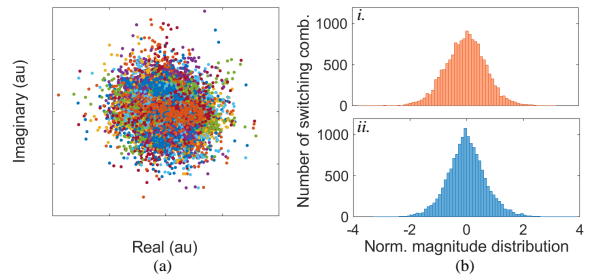 Imaginary (au)
Real (au)
(a)
Number of switching comb.
i.
1000
500
0
ii.
1000
500
0
-4
-2
0
2
4
Norm. magnitude distribution
(b)